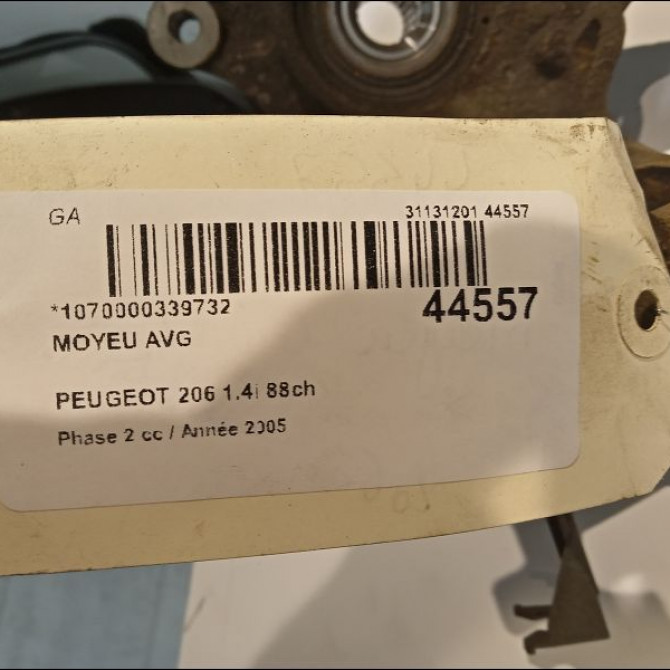 GA
31131201 44557
*1070000339732
44557
MOYEU AVG
PEUGEOT 206 1.4i 88ch
Phase 2 cc / Année 2005